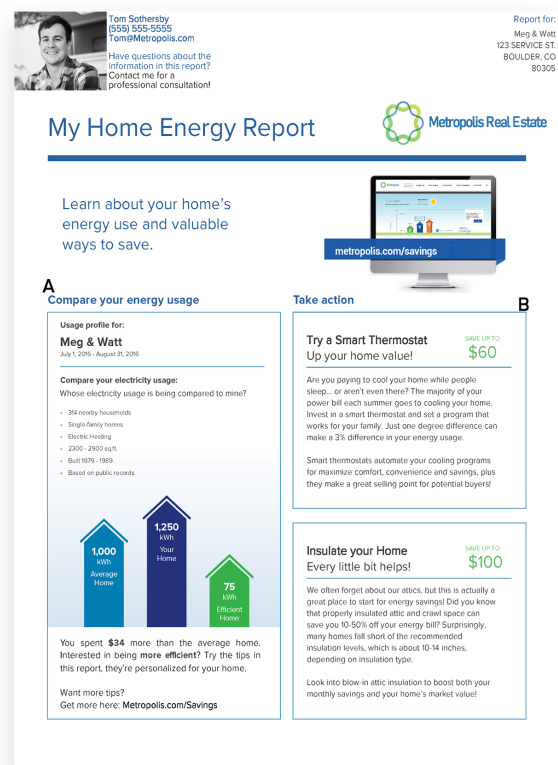 Tom Sothersby
(555) 555-5555
Tom@Metropolis.com
Have questions about the
information in this report?
Contact me for a
professional consultation!
Report for:
Meg & Watt
123 SERVICE ST.
BOULDER, CO
80305
My Home Energy Report
Metropolis Real Estate
Learn about your home's
energy use and valuable
ways to save.
metropolis.com/savings
A
Compare your energy usage
Usage profile for:
Meg & Watt
July 1, 2016 - August 31, 2016
Compare your electricity usage:
Whose electricity usage is being compared to mine?
• 314 nearby households
• Single-family homes
• Electric Heating
• 2300 - 2900 sq.ft.
• Built 1979 - 1989
• Based on public records
1,000
kWh
Average
Home
1,250
kWh
Your
Home
75
kWh
Efficient
Home
You spent $34 more than the average home.
Interested in being more efficient? Try the tips in
this report, they're personalized for your home.
Want more tips?
Get more here: Metropolis.com/Savings
Take action
B
Try a Smart Thermostat
Up your home value!
SAVE UP TO
$60
Are you paying to cool your home while people
sleep... or aren't even there? The majority of your
power bill each summer goes to cooling your home.
Invest in a smart thermostat and set a program that
works for your family. Just one degree difference can
make a 3% difference in your energy usage.
Smart thermostats automate your cooling programs
for maximize comfort, convenience and savings, plus
they make a great selling point for potential buyers!
Insulate your Home
Every little bit helps!
SAVE UP TO
$100
We often forget about our attics, but this is actually a
great place to start for energy savings! Did you know
that properly insulated attic and crawl space can
save you 10-50% off your energy bill? Surprisingly,
many homes fall short of the recommended
insulation levels, which is about 10-14 inches,
depending on insulation type.
Look into blow-in attic insulation to boost both your
monthly savings and your home's market value!